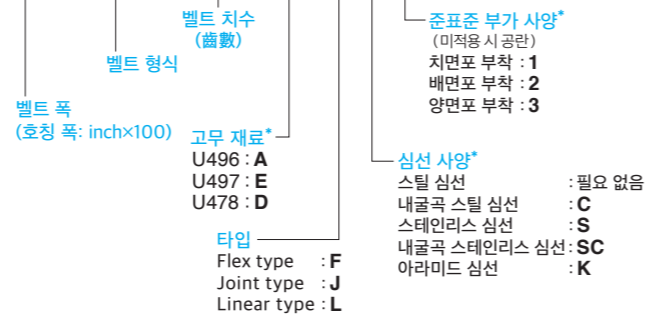 벨트 치수
(齒數)
벨트 형식
벨트 폭
(호칭 폭: inch×100)
고무 재료*
U496 : A
U497 : E
U478 : D
타입
Flex type : F
Joint type : J
Linear type : L
준표준 부가 사양*
(미적용 시 공란)
치면포 부착 : 1
배면포 부착 : 2
양면포 부착 : 3
심선 사양*
스틸 심선 : 필요 없음
내굴곡 스틸 심선 : C
스테인리스 심선 : S
내굴곡 스테인리스 심선 : SC
아라미드 심선 : K